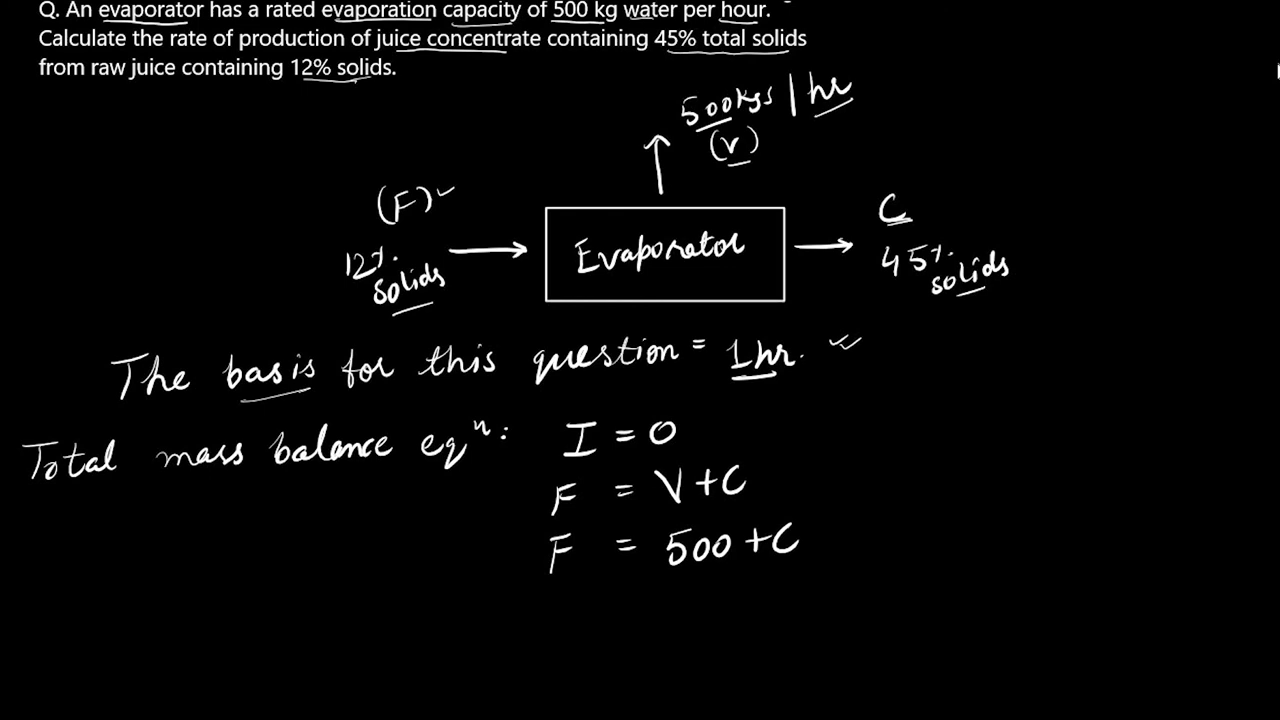 Q. An evaporator has a rated evaporation capacity of 500 kg water per hour.
Calculate the rate of production of juice concentrate containing 45% total solids
from raw juice containing 12% solids.
500kgs / hr
(V)
(F)
12%
solids
Evaporator
C
45%
solids
The basis for this question = 1 hr.
Total mass balance eqⁿ: I = O
F = V + C
F = 500 + C